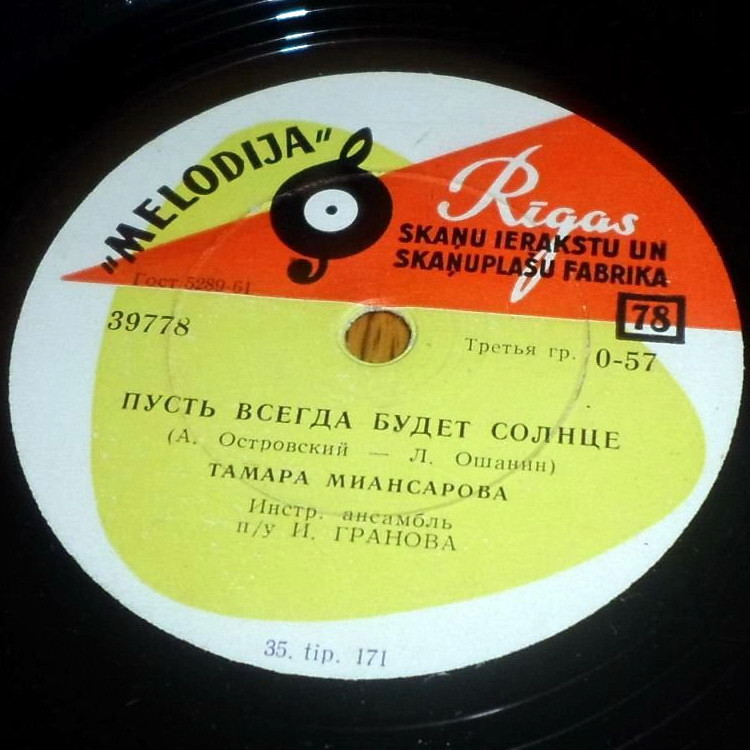 "MELODIJA"
Rīgas
SKAŅU IERAKSTU UN
SKAŅUPLAŠU FABRIKA
Гост 5289-61
78
39778
Третья гр. 0-57
ПУСТЬ ВСЕГДА БУДЕТ СОЛНЦЕ
(А. Островский — Л. Ошанин)
ТАМАРА МИАНСАРОВА
Инстр. ансамбль
п/у И. ГРАНОВА
35. tip. 171